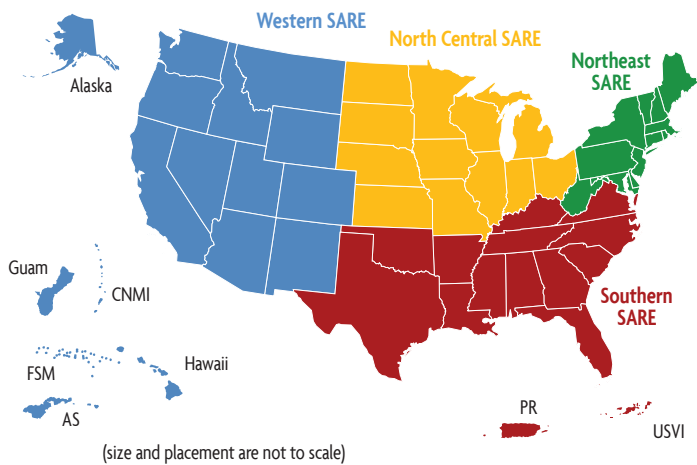 Western SARE
North Central SARE
Northeast
SARE
Alaska
Guam
CNMI
Southern
SARE
Hawaii
FSM
AS
PR
USVI
(size and placement are not to scale)